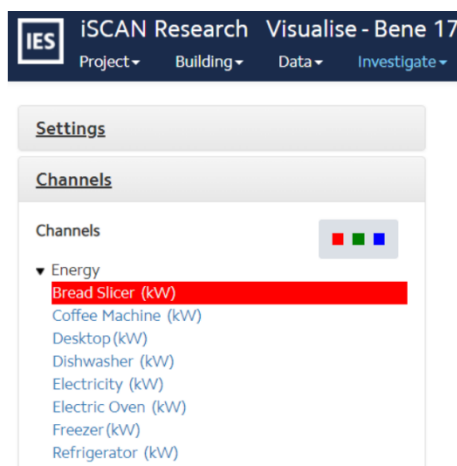 IES
iSCAN Research Visualise - Bene 17
Project Building Data Investigate
Settings
Channels
Channels
Energy
Bread Slicer (kW)
Coffee Machine (kW)
Desktop(kW)
Dishwasher (kW)
Electricity (kW)
Electric Oven (kW)
Freezer(kW)
Refrigerator (kW)